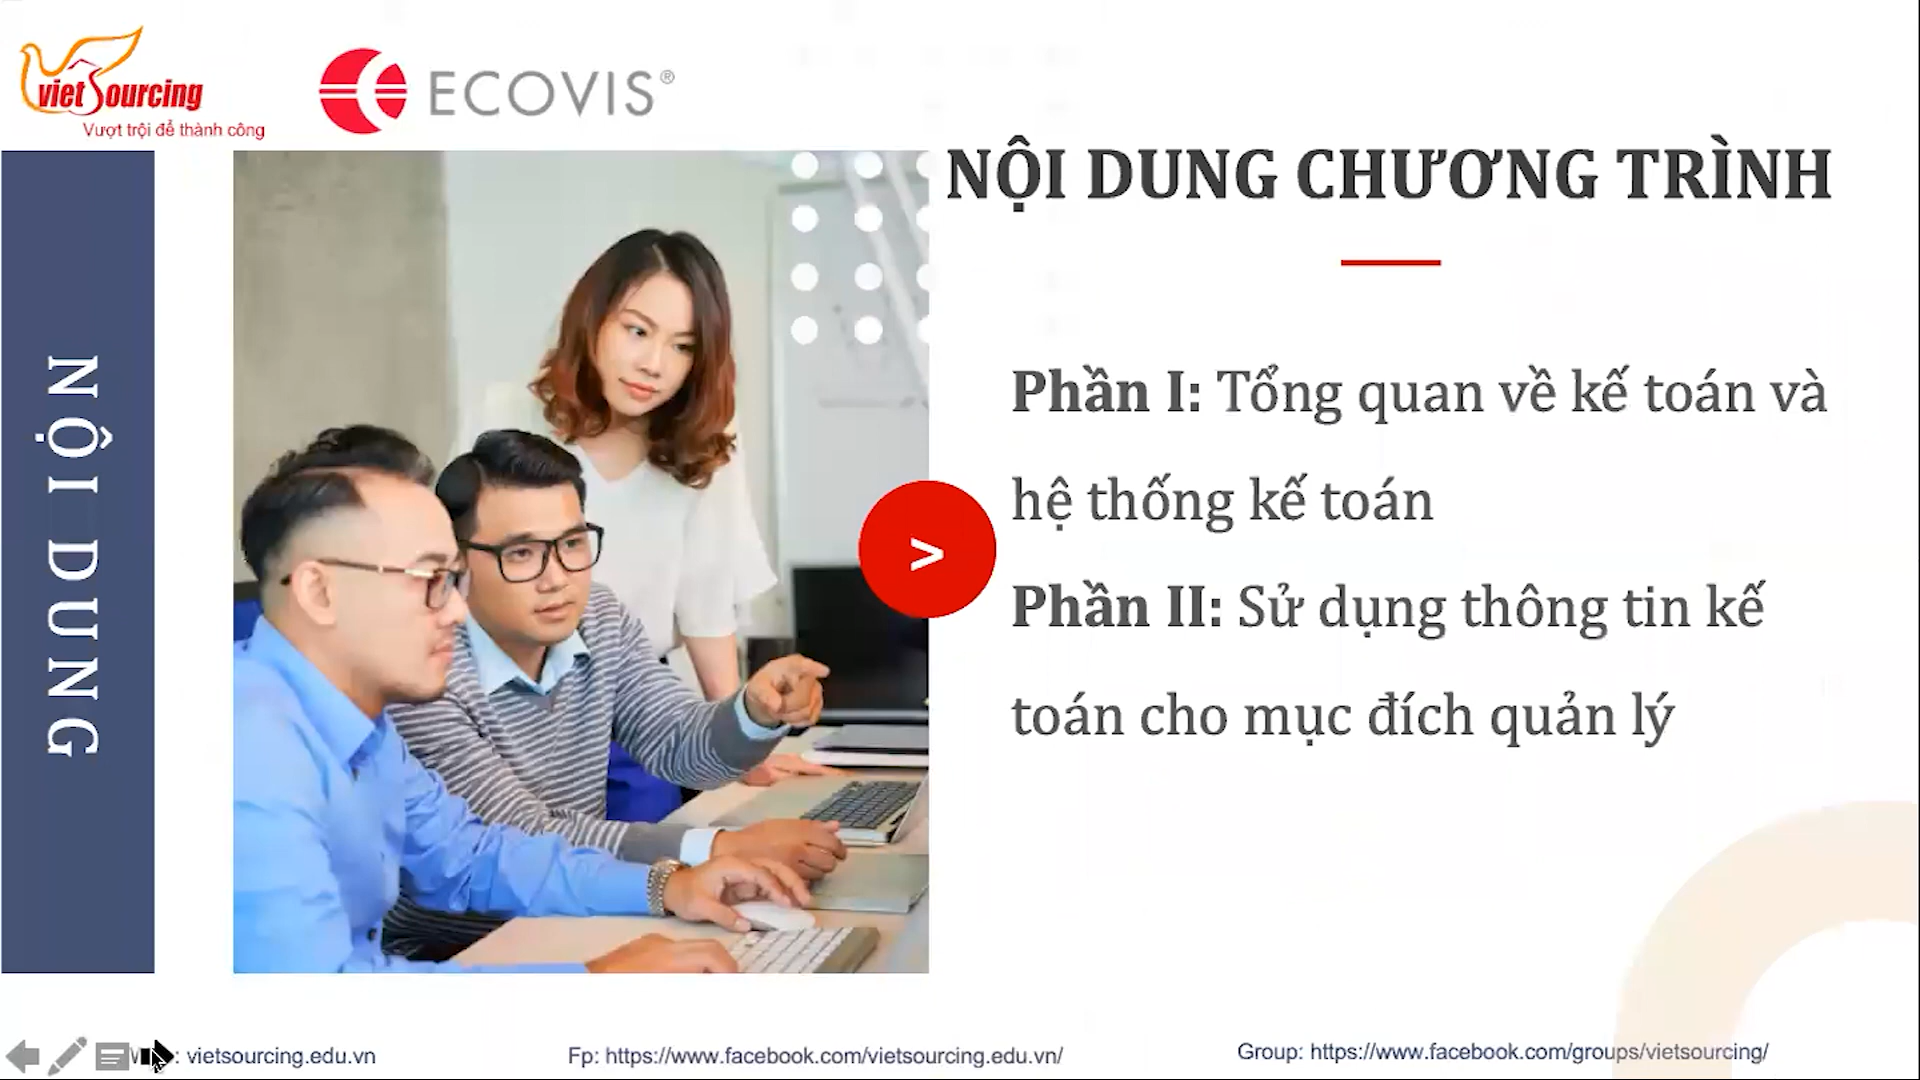 vietSourcing
Vượt trội để thành công
ECOVIS®
NỘI DUNG CHƯƠNG TRÌNH
NỘI DUNG
>
Phần I: Tổng quan về kế toán và
hệ thống kế toán
Phần II: Sử dụng thông tin kế
toán cho mục đích quản lý
: vietsourcing.edu.vn
Fp: https://www.facebook.com/vietsourcing.edu.vn/
Group: https://www.facebook.com/groups/vietsourcing/